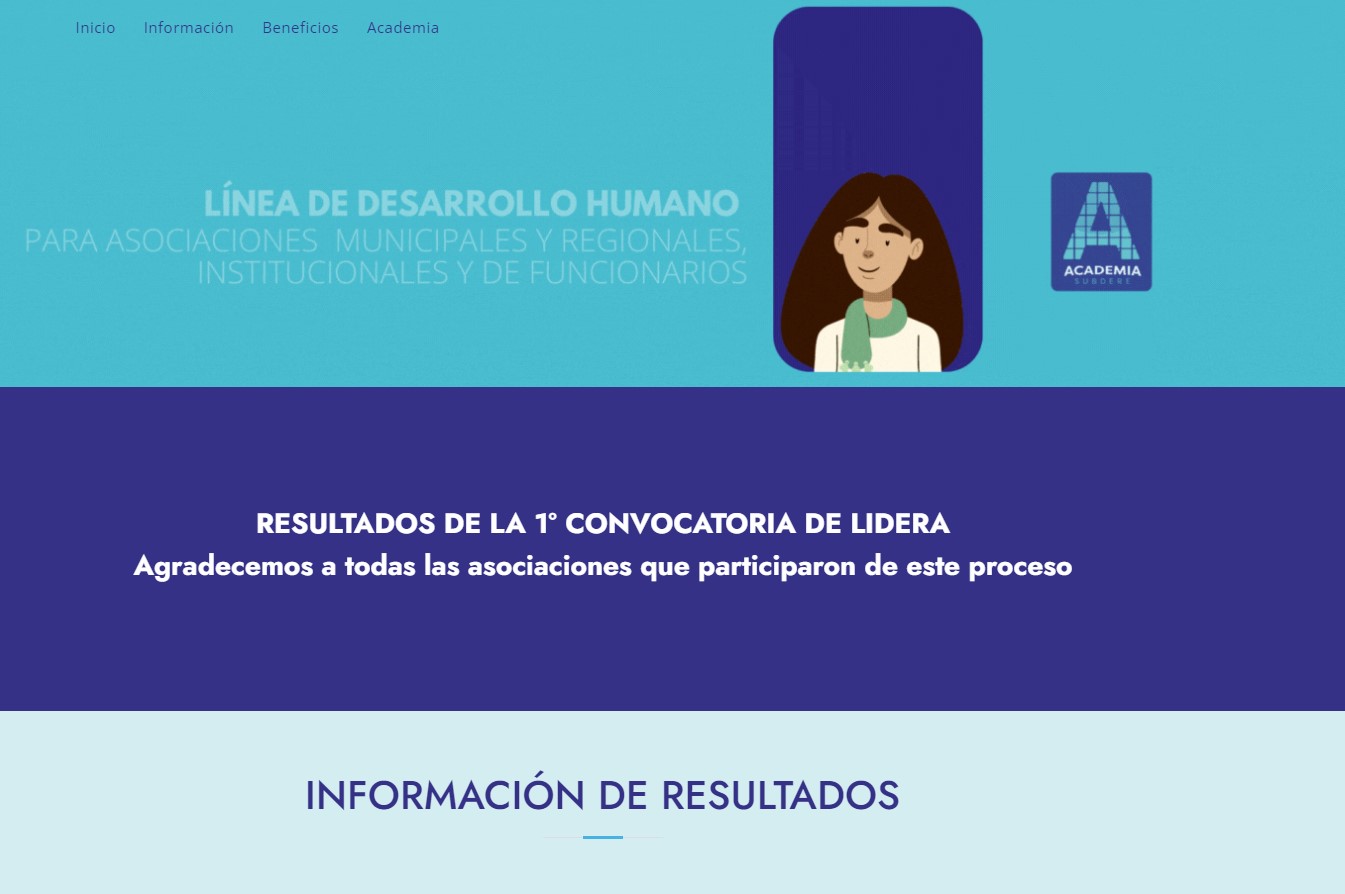 Inicio Información Beneficios Academia
LÍNEA DE DESARROLLO HUMANO
PARA ASOCIACIONES MUNICIPALES Y REGIONALES,
INSTITUCIONALES Y DE FUNCIONARIOS
ACADEMIA
SUBDERE
RESULTADOS DE LA 1° CONVOCATORIA DE LIDERA
Agradecemos a todas las asociaciones que participaron de este proceso
INFORMACIÓN DE RESULTADOS